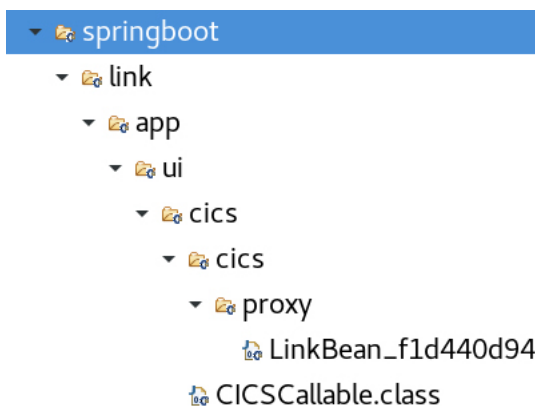 springboot
link
app
ui
cics
cics
proxy
LinkBean_f1d440d94
CICSCallable.class